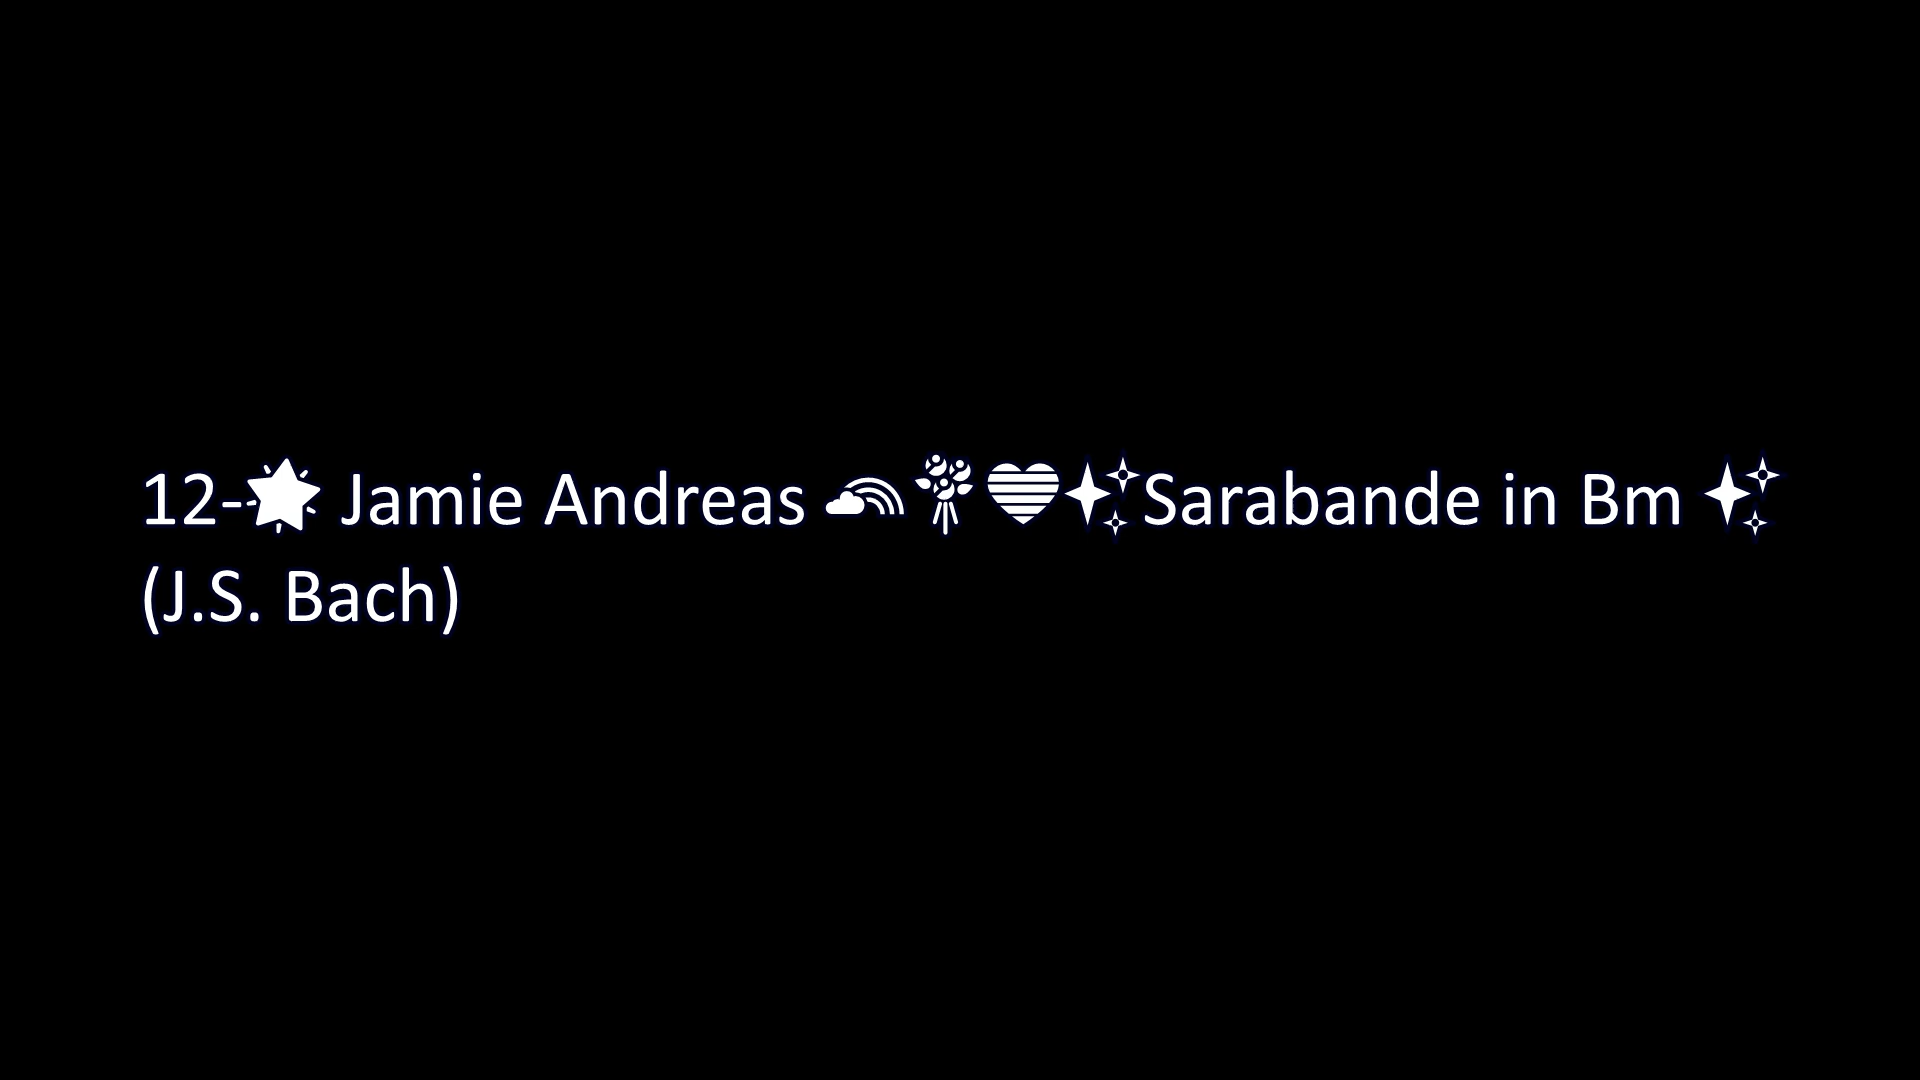 12-🌟 Jamie Andreas 🌈💐💙✨Sarabande in Bm ✨
(J.S. Bach)